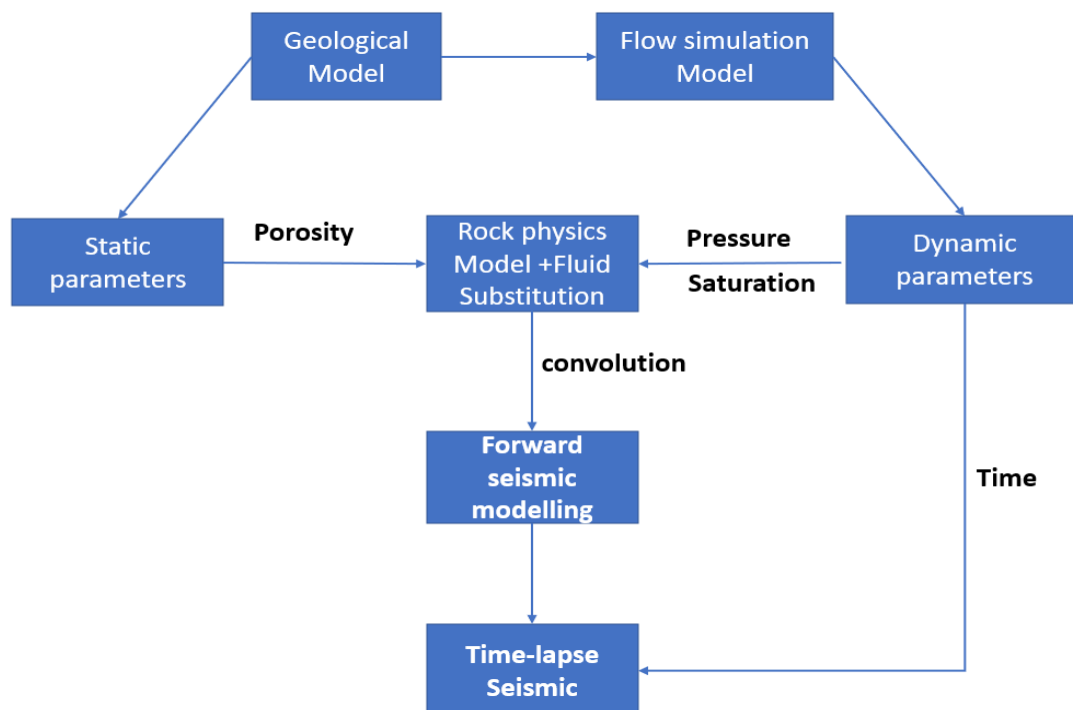 Geological
Model
Flow simulation
Model
Static
parameters
Porosity
Rock physics
Model +Fluid
Substitution
Pressure
Saturation
Dynamic
parameters
convolution
Forward
seismic
modelling
Time
Time-lapse
Seismic